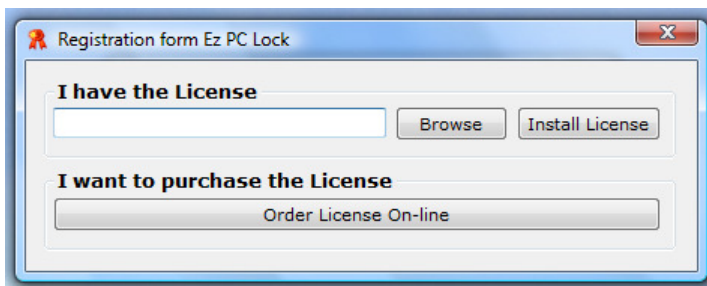 Registration form Ez PC Lock
I have the License
Browse Install License
I want to purchase the License
Order License On-line